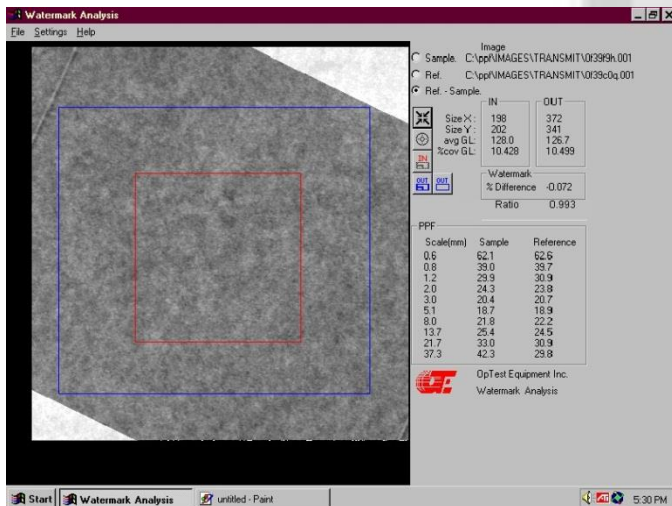 Watermark Analysis
File Settings Help
Image
Sample. C:\ppf\IMAGES\TRANSMIT\0f39f9h.001
Ref. C:\ppf\IMAGES\TRANSMIT\0f39c0q.001
Ref. - Sample.
IN OUT
Size X : 198 372
Size Y : 202 341
avg GL: 128.0 126.7
%cov GL: 10.428 10.499
IN
OUT OUT
Watermark
% Difference -0.072
Ratio 0.993
PPF
Scale(mm) Sample Reference
0.6 62.1 62.6
0.8 39.0 39.7
1.2 29.9 30.9
2.0 24.3 23.8
3.0 20.4 20.7
5.1 18.7 18.9
8.0 21.8 22.2
13.7 25.4 24.5
21.7 33.0 30.9
37.3 42.3 29.8
OpTest Equipment Inc.
Watermark Analysis
Start Watermark Analysis untitled - Paint ATI 5:30 PM